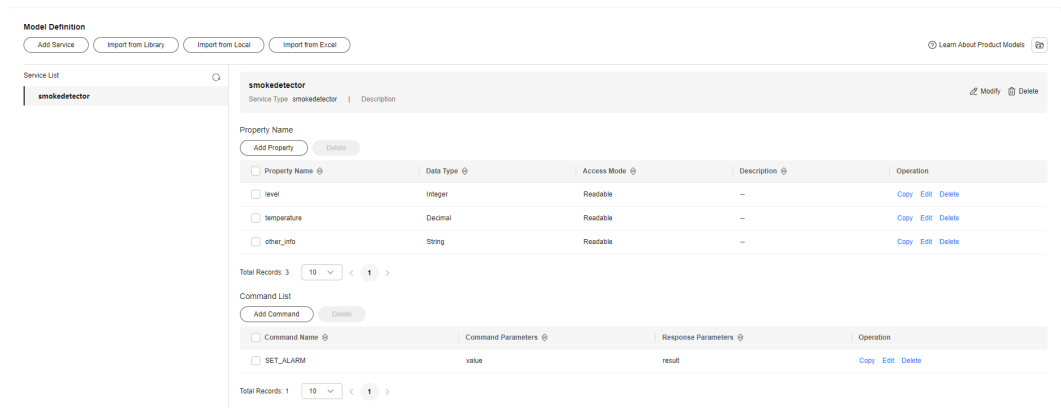 Model Definition
Add Service Import from Library Import from Local Import from Excel Learn About Product Models
Service List
smokedetector
smokedetector
Service Type smokedetector | Description
Modify Delete
Property Name
Add Property Delete
Property Name Data Type Access Mode Description Operation
level Integer Readable -- Copy Edit Delete
temperature Decimal Readable -- Copy Edit Delete
other_info String Readable -- Copy Edit Delete
Total Records: 3 10 < 1 >
Command List
Add Command Delete
Command Name Command Parameters Response Parameters Operation
SET_ALARM value result Copy Edit Delete
Total Records: 1 10 < 1 >